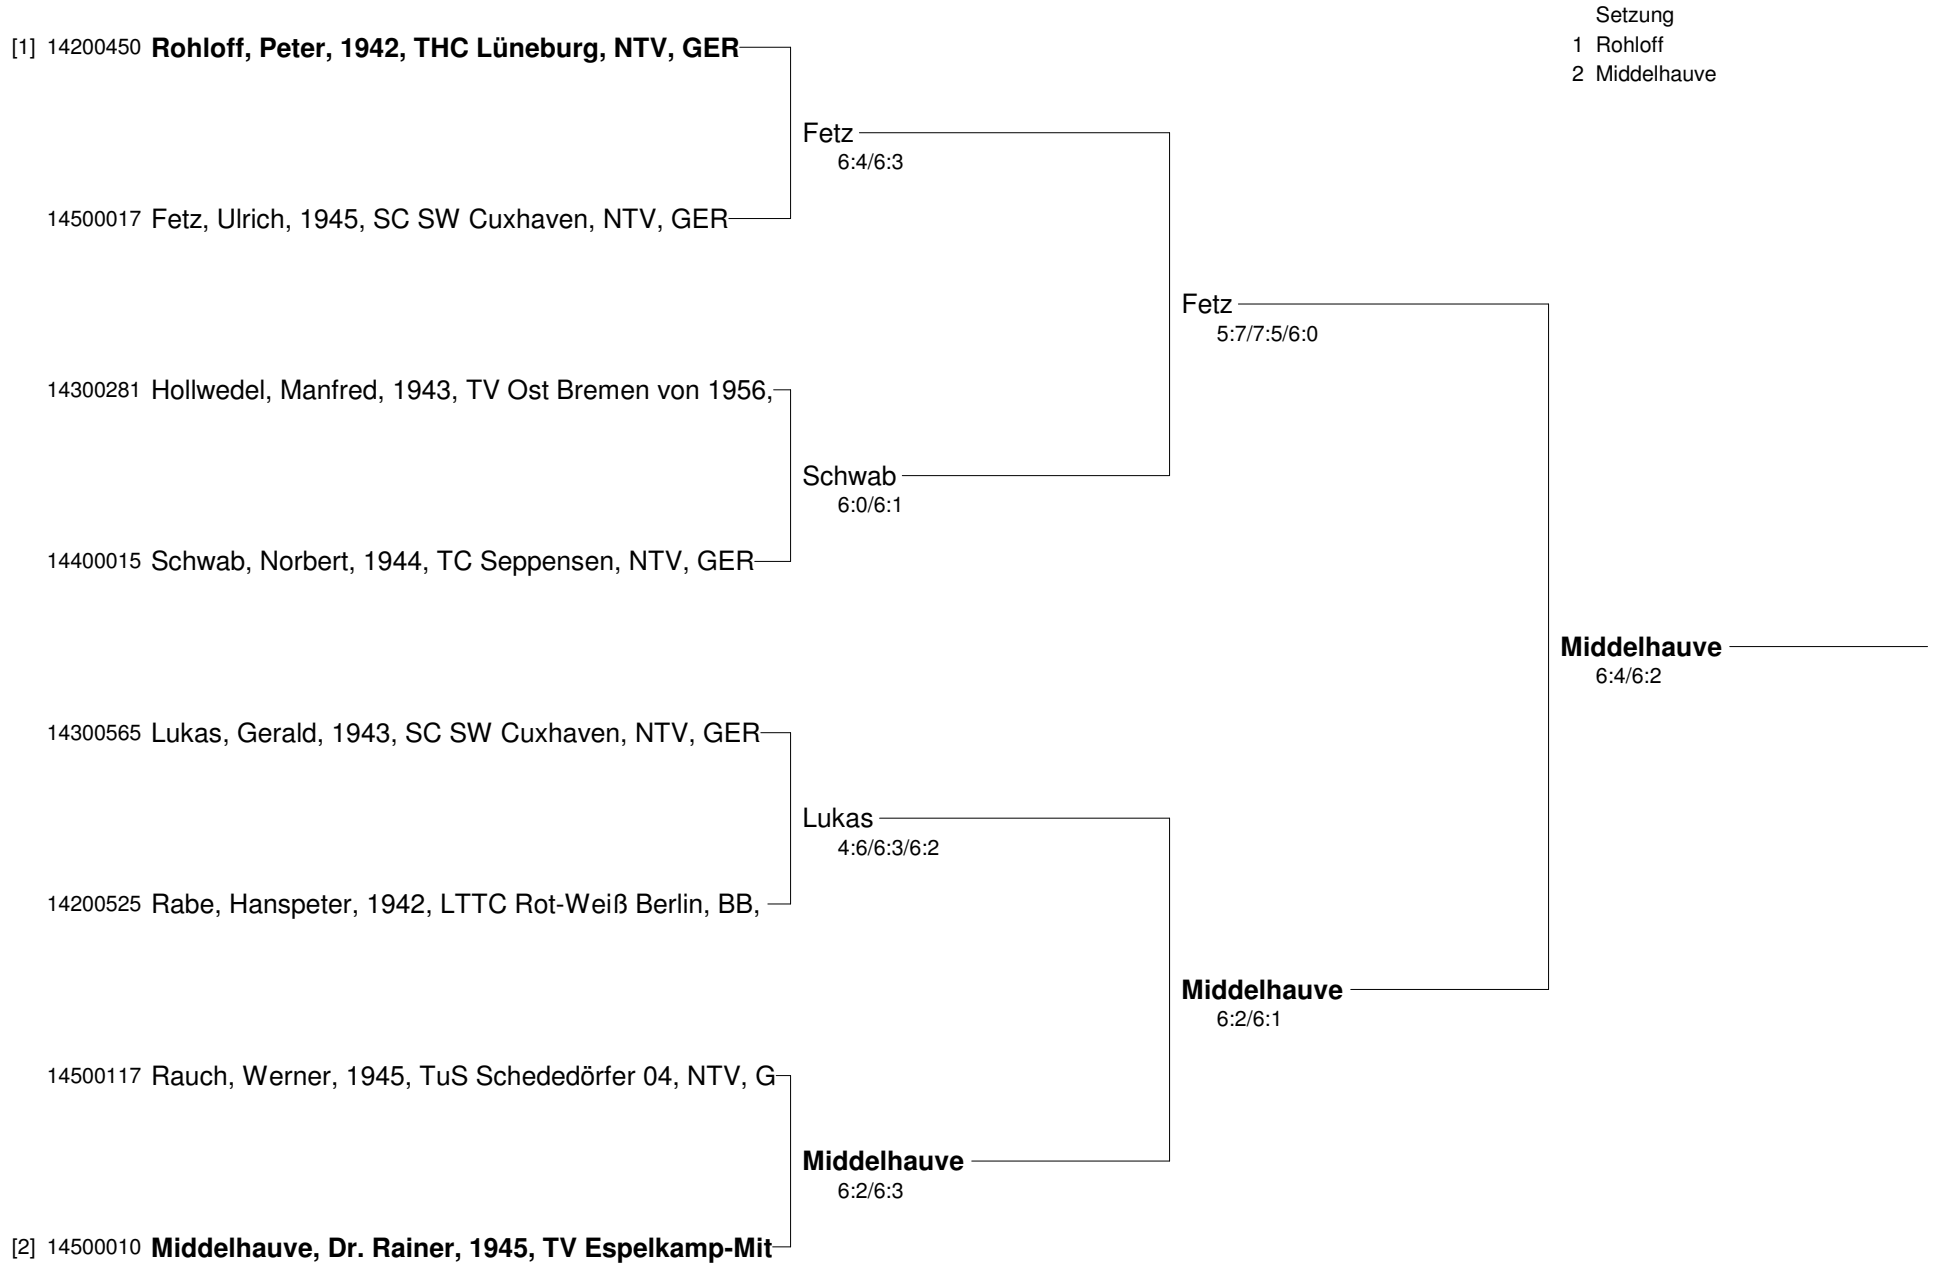 Setzung
1 Rohloff
2 Middelhauve
[1] 14200450 Rohloff, Peter, 1942, THC Lüneburg, NTV, GER
Fetz
6:4/6:3
14500017 Fetz, Ulrich, 1945, SC SW Cuxhaven, NTV, GER
Fetz
5:7/7:5/6:0
14300281 Hollwedel, Manfred, 1943, TV Ost Bremen von 1956,
Schwab
6:0/6:1
14400015 Schwab, Norbert, 1944, TC Seppensen, NTV, GER
Middelhauve
6:4/6:2
14300565 Lukas, Gerald, 1943, SC SW Cuxhaven, NTV, GER
Lukas
4:6/6:3/6:2
14200525 Rabe, Hanspeter, 1942, LTTC Rot-Weiß Berlin, BB,
Middelhauve
6:2/6:1
14500117 Rauch, Werner, 1945, TuS Schededörfer 04, NTV, G
Middelhauve
6:2/6:3
[2] 14500010 Middelhauve, Dr. Rainer, 1945, TV Espelkamp-Mit